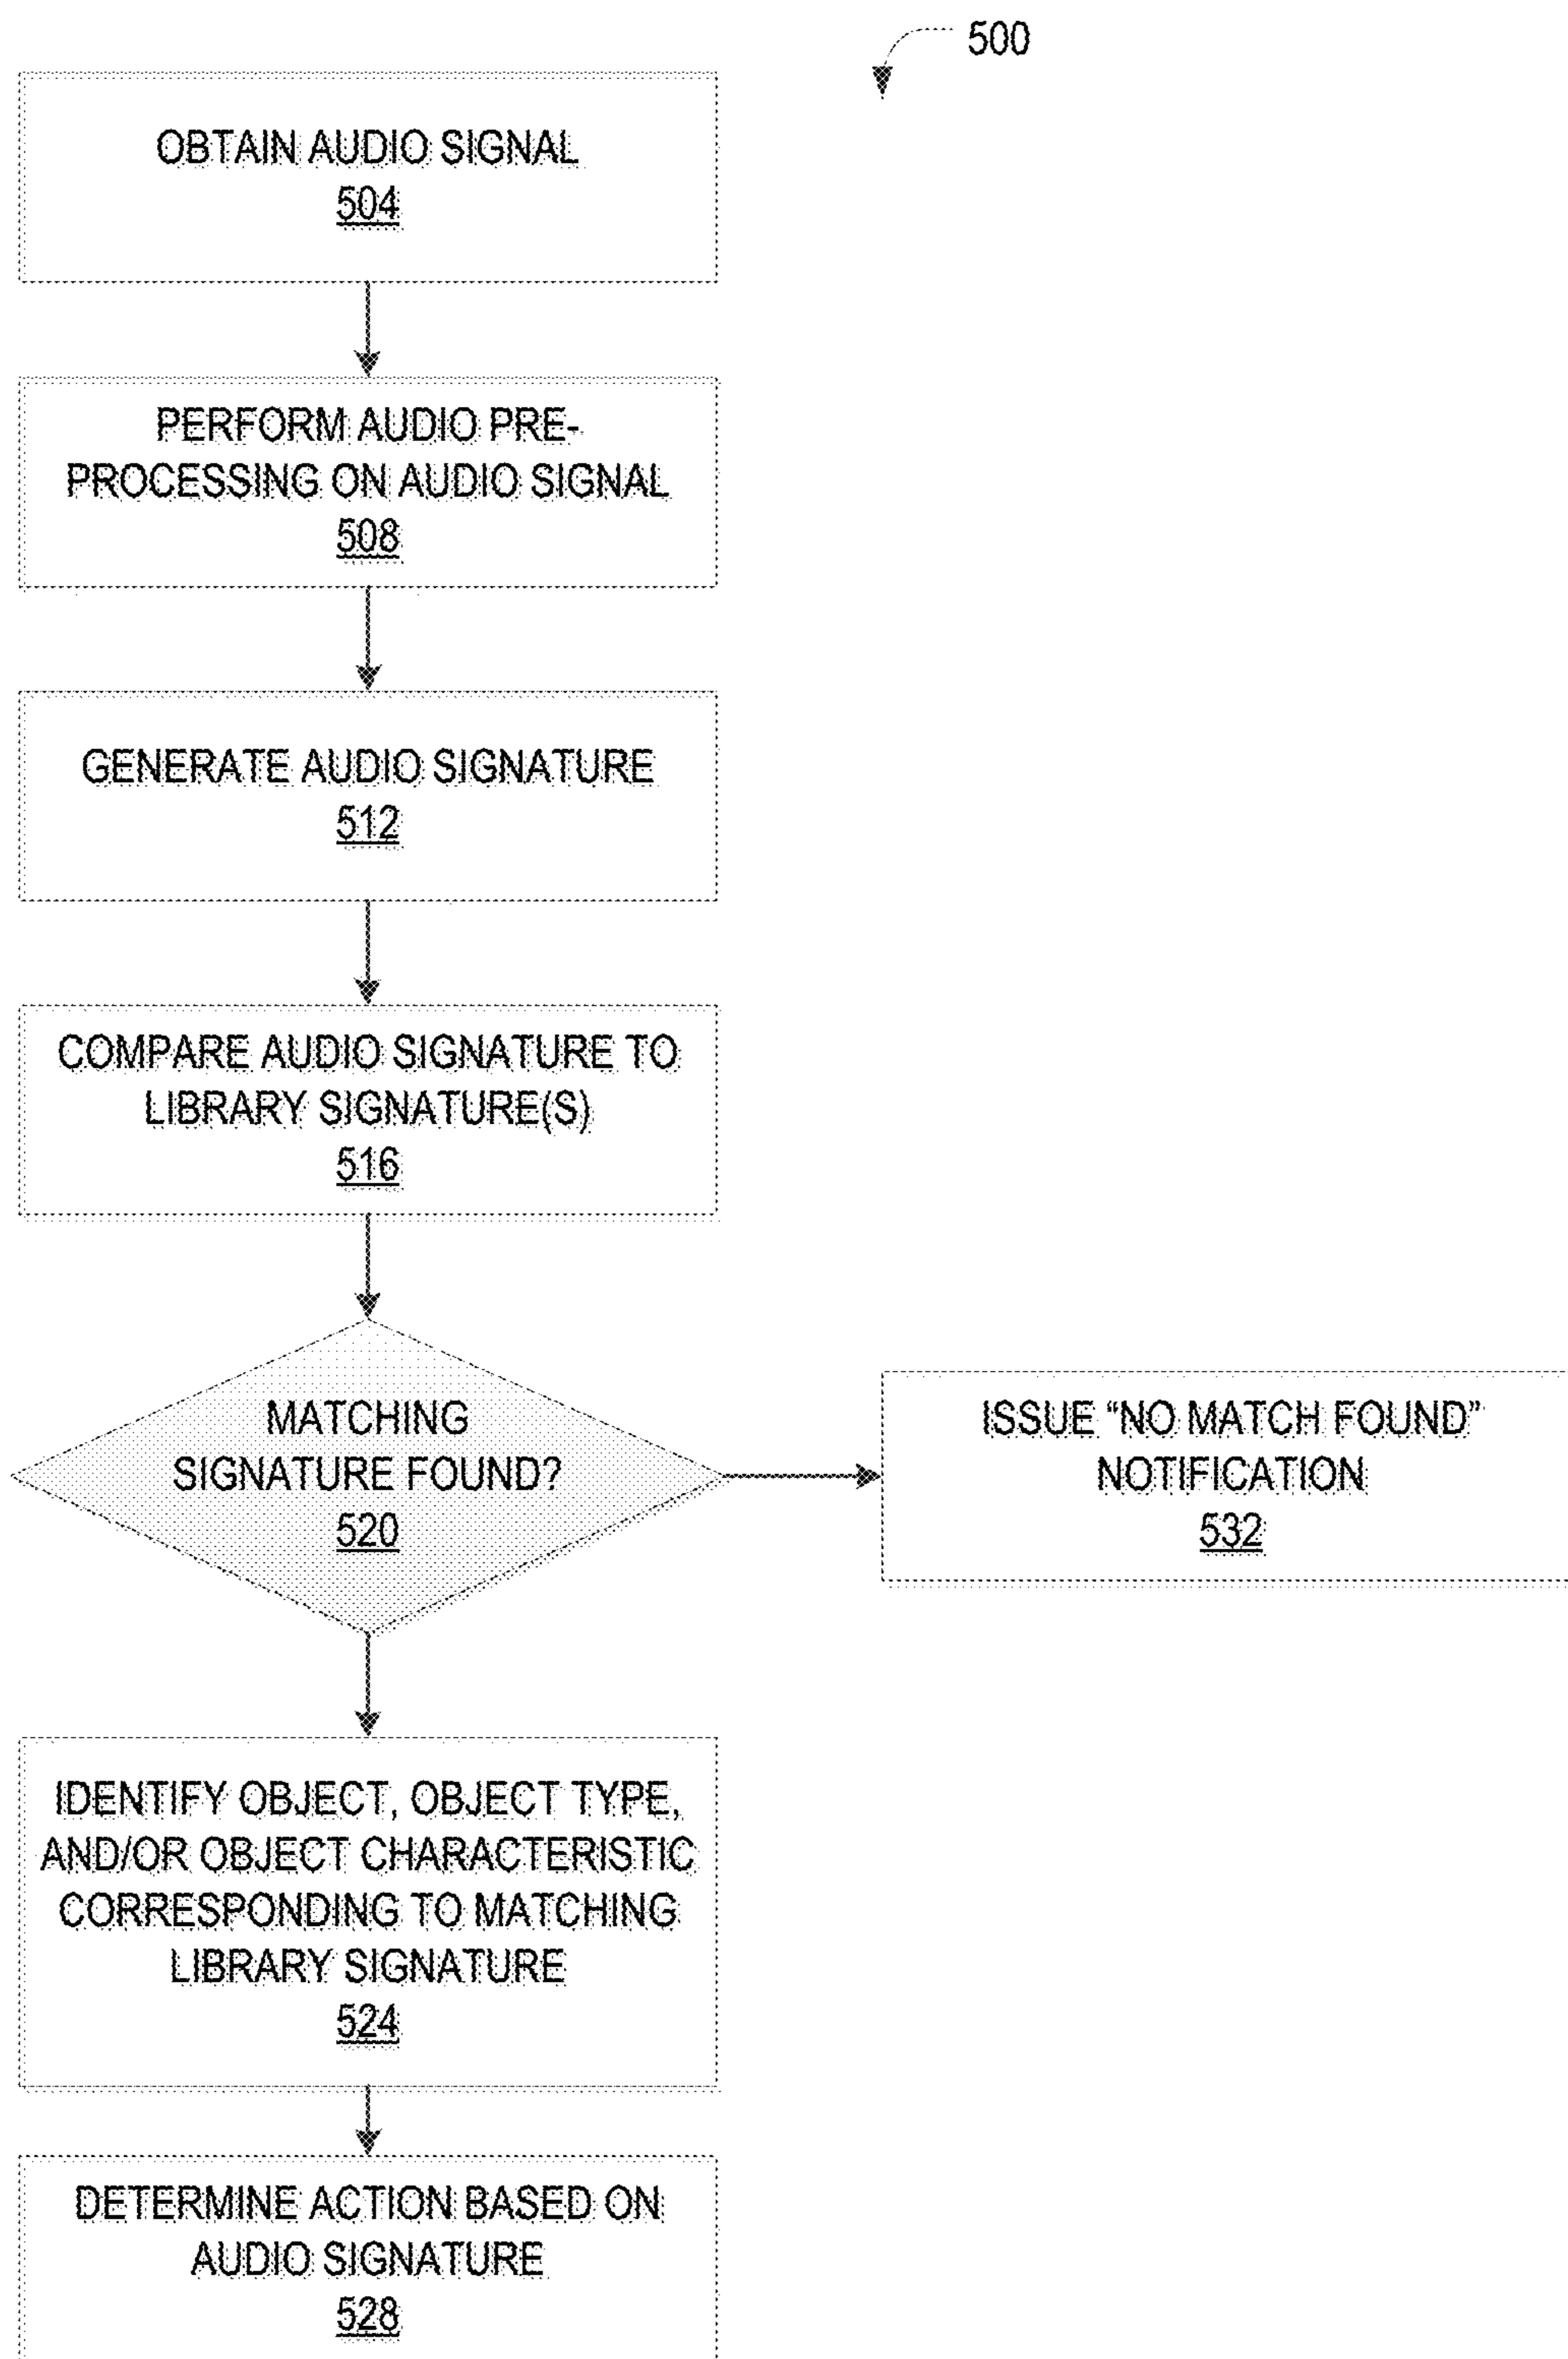 500
OBTAIN AUDIO SIGNAL
504
PERFORM AUDIO PRE-
PROCESSING ON AUDIO SIGNAL
508
GENERATE AUDIO SIGNATURE
512
COMPARE AUDIO SIGNATURE TO
LIBRARY SIGNATURE(S)
516
MATCHING
SIGNATURE FOUND?
520
ISSUE “NO MATCH FOUND”
NOTIFICATION
532
IDENTIFY OBJECT, OBJECT TYPE,
AND/OR OBJECT CHARACTERISTIC
CORRESPONDING TO MATCHING
LIBRARY SIGNATURE
524
DETERMINE ACTION BASED ON
AUDIO SIGNATURE
528